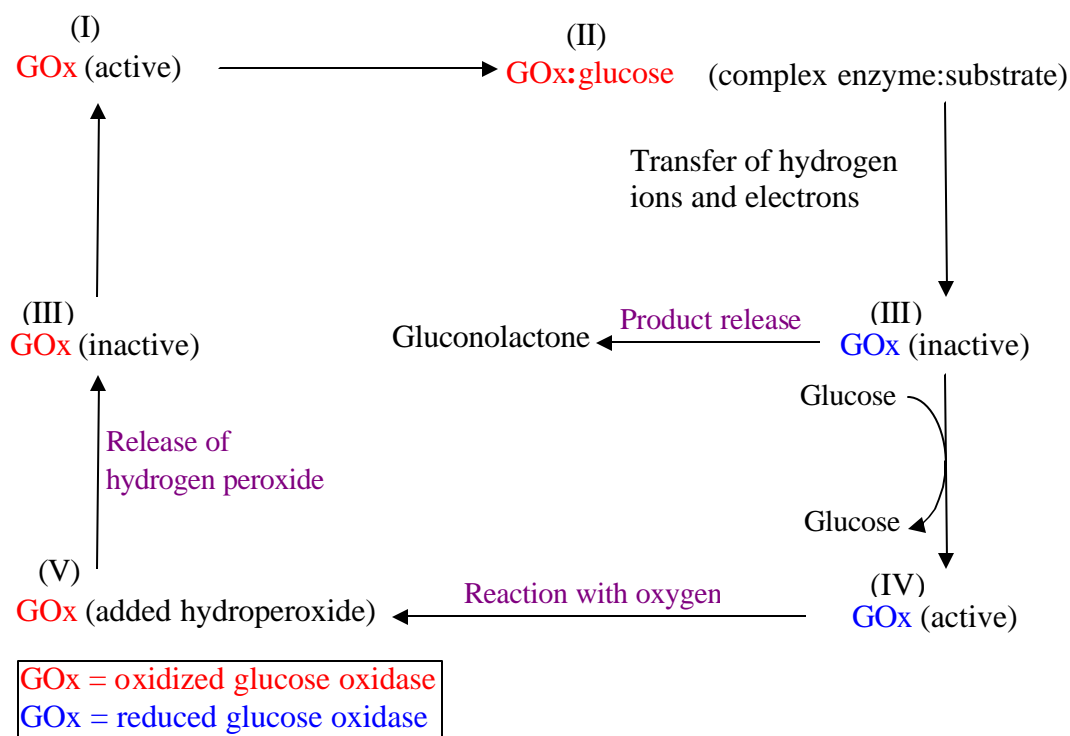 (I)
GOx (active)
(II)
GOx:glucose (complex enzyme:substrate)
Transfer of hydrogen
ions and electrons
(III)
GOx (inactive)
Gluconolactone
Product release
(III)
GOx (inactive)
Glucose
Glucose
Release of
hydrogen peroxide
(V)
GOx (added hydroperoxide)
Reaction with oxygen
(IV)
GOx (active)
GOx = oxidized glucose oxidase
GOx = reduced glucose oxidase